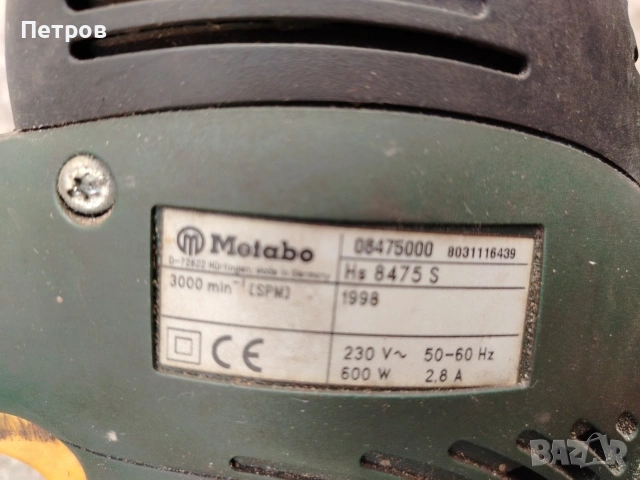 Петров
Metabo
08475000 8031116439
D-72622 Nürtingen, Made in Germany
Hs 8475 S
3000 min⁻¹ (SPM)
1998
CE
230 V~ 50-60 Hz
600 W 2,8 A
BAZAR